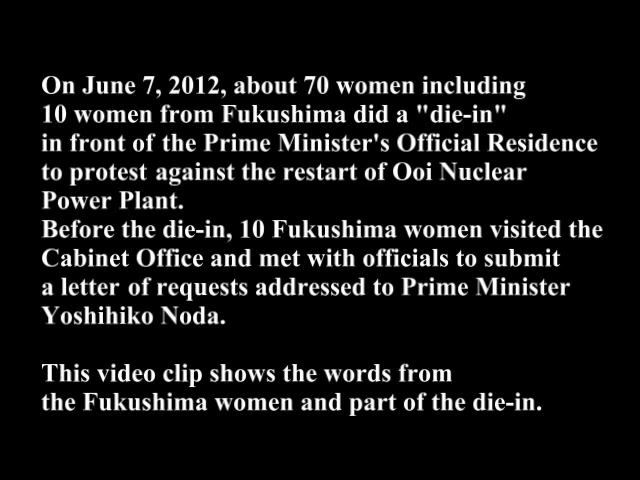 On June 7, 2012, about 70 women including
10 women from Fukushima did a "die-in"
in front of the Prime Minister's Official Residence
to protest against the restart of Ooi Nuclear
Power Plant.
Before the die-in, 10 Fukushima women visited the
Cabinet Office and met with officials to submit
a letter of requests addressed to Prime Minister
Yoshihiko Noda.
This video clip shows the words from
the Fukushima women and part of the die-in.